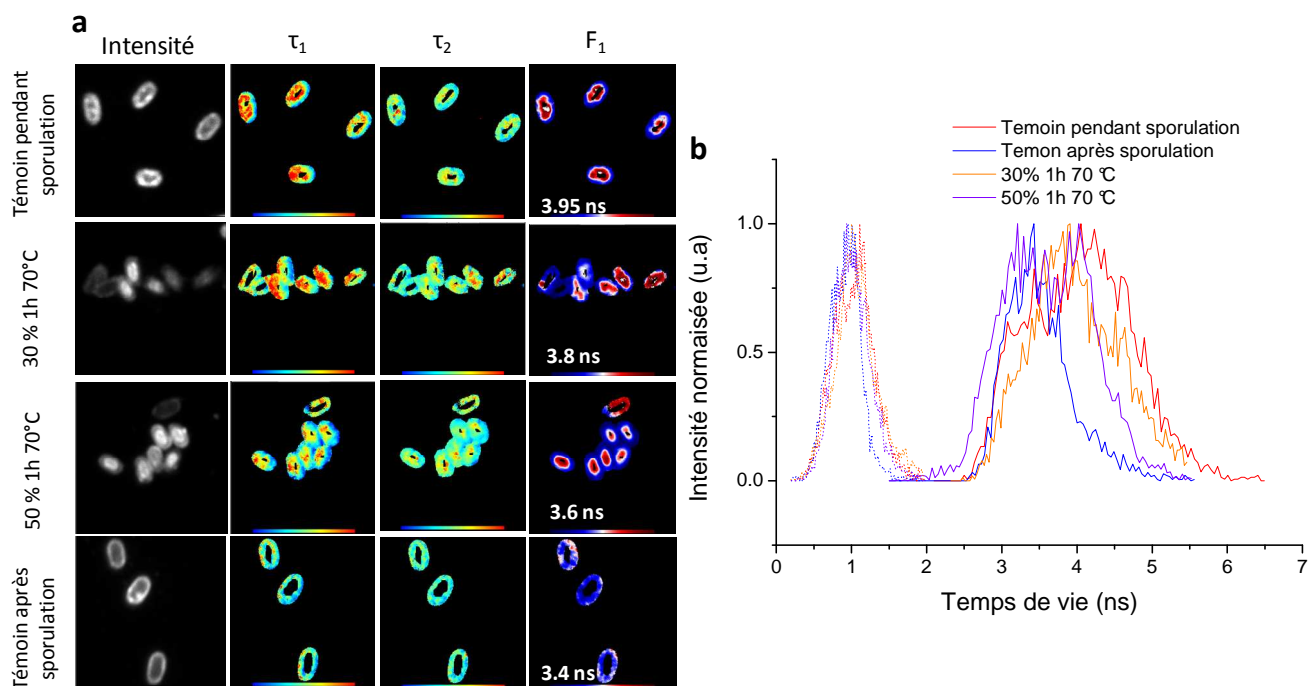 a
Intensité
τ1
τ2
F1
Témoin pendant
sporulation
3.95 ns
30 % 1h 70°C
3.8 ns
50 % 1h 70°C
3.6 ns
Témoin après
sporulation
3.4 ns
b
Temoin pendant sporulation
Temon après sporulation
30% 1h 70 °C
50% 1h 70 °C
Intensité normaisée (u.a)
1.0
0.5
0.0
0 1 2 3 4 5 6 7
Temps de vie (ns)